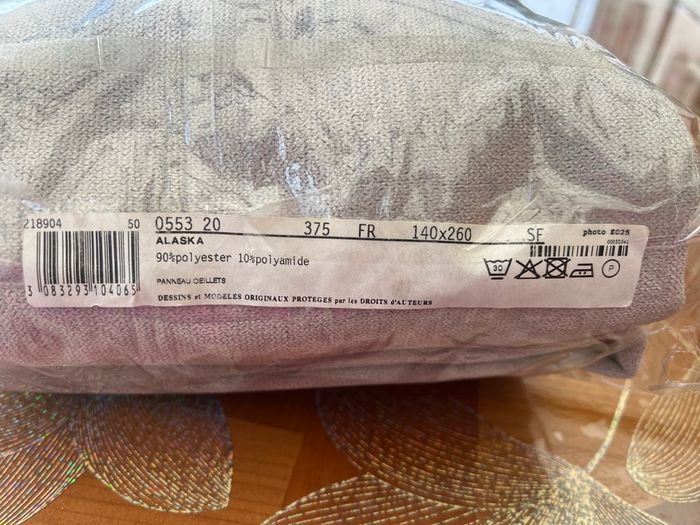 218904 50 0553 20 375 FR 140x260 SF photo E025
ALASKA
90%polyester 10%polyamide
30 P
PANNEAU OEILLETS
3 083293 104065
DESSINS et MODELES ORIGINAUX PROTEGES par les DROITS d'AUTEURS